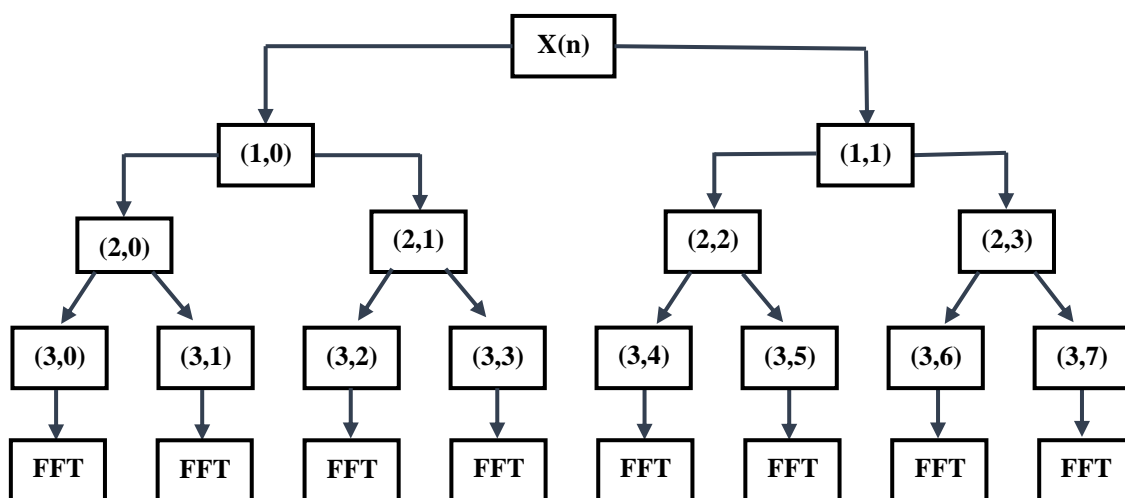 X(n)
(1,0) (1,1)
(2,0) (2,1) (2,2) (2,3)
(3,0) (3,1) (3,2) (3,3) (3,4) (3,5) (3,6) (3,7)
FFT FFT FFT FFT FFT FFT FFT FFT